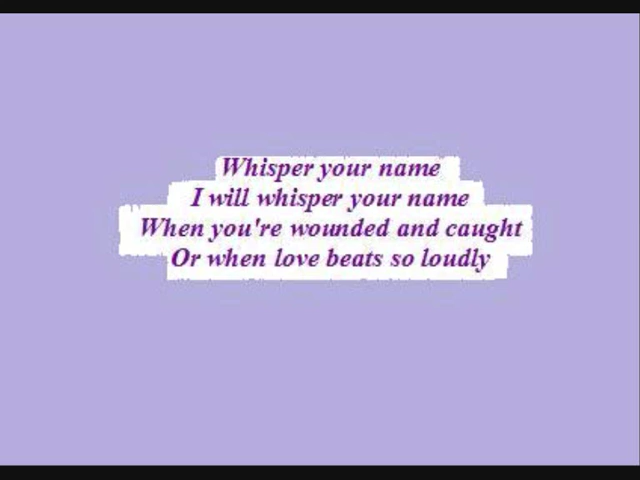 Whisper your name
I will whisper your name
When you're wounded and caught
Or when love beats so loudly